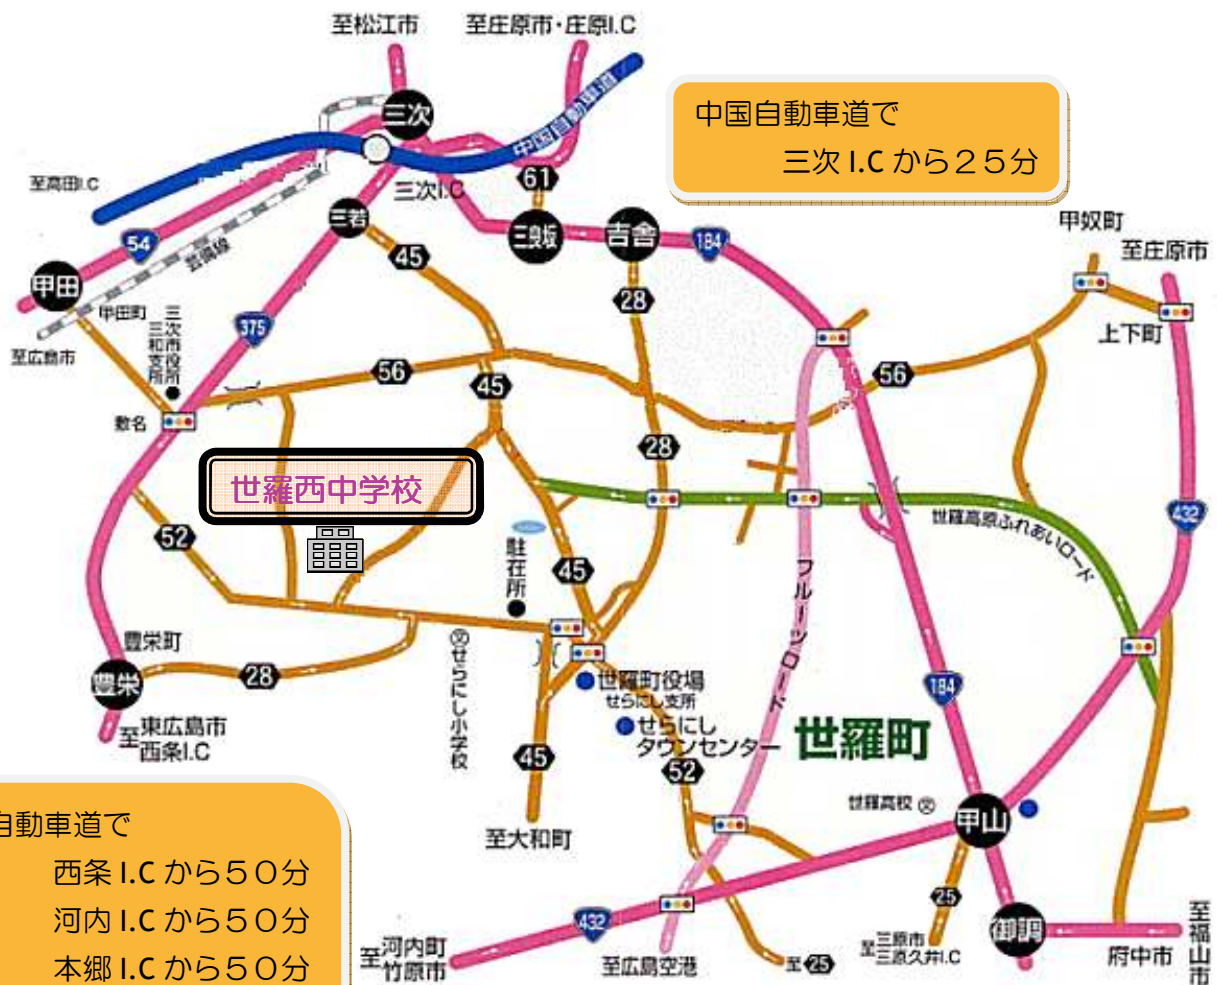 至松江市
至庄原市・庄原I.C
中国自動車道で
三次 I.C から２５分
三次
中国自動車道
至高田I.C
三次I.C
61
三若
三良坂
吉舎
184
甲奴町
至庄原市
54
芸備線
45
甲田
28
甲田町
三次市役所
三和支所
375
至広島市
上下町
56
45
56
敷名
28
世羅西中学校
432
世羅高原ふれあいロード
52
駐在所
45
フルーツロード
豊栄町
豊栄
28
せらにし小学校
世羅町役場
せらにし支所
184
至東広島市
西条I.C
せらにし
タウンセンター
世羅町
45
52
自動車道で
西条 I.C から５０分
河内 I.C から５０分
本郷 I.C から５０分
世羅高校
甲山
至大和町
25
432
御調
至河内町
竹原市
至広島空港
至25
至三原市
三原久井I.C
府中市
至福山市